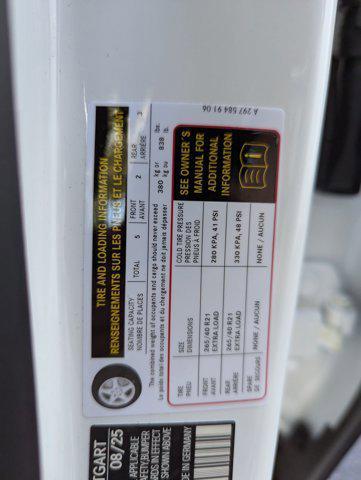 TIRE AND LOADING INFORMATION
RENSEIGNEMENTS SUR LES PNEUS ET LE CHARGEMENT
SEATING CAPACITY
NOMBRE DE PLACES
TOTAL 5
FRONT
AVANT
2
REAR
ARRIÈRE
3
The combined weight of occupants and cargo should never exceed
Le poids total des occupants et du chargement ne doit jamais dépasser
380 kg or 838 lbs.
kg ou lb.
TIRE
PNEU
SIZE
DIMENSIONS
COLD TIRE PRESSURE
PRESSION DES
PNEUS À FROID
FRONT
AVANT
265/40 R21
EXTRA LOAD
280 KPA, 41 PSI
REAR
ARRIÈRE
265/40 R21
EXTRA LOAD
330 KPA, 48 PSI
SPARE
DE SECOURS
NONE / AUCUN
NONE / AUCUN
SEE OWNER'S
MANUAL FOR
ADDITIONAL
INFORMATION
A 297 584 91 06
TGART
08/25
APPLICABLE
AFETY,BUMPER
SHOWN ABOVE
DE IN GERMANY